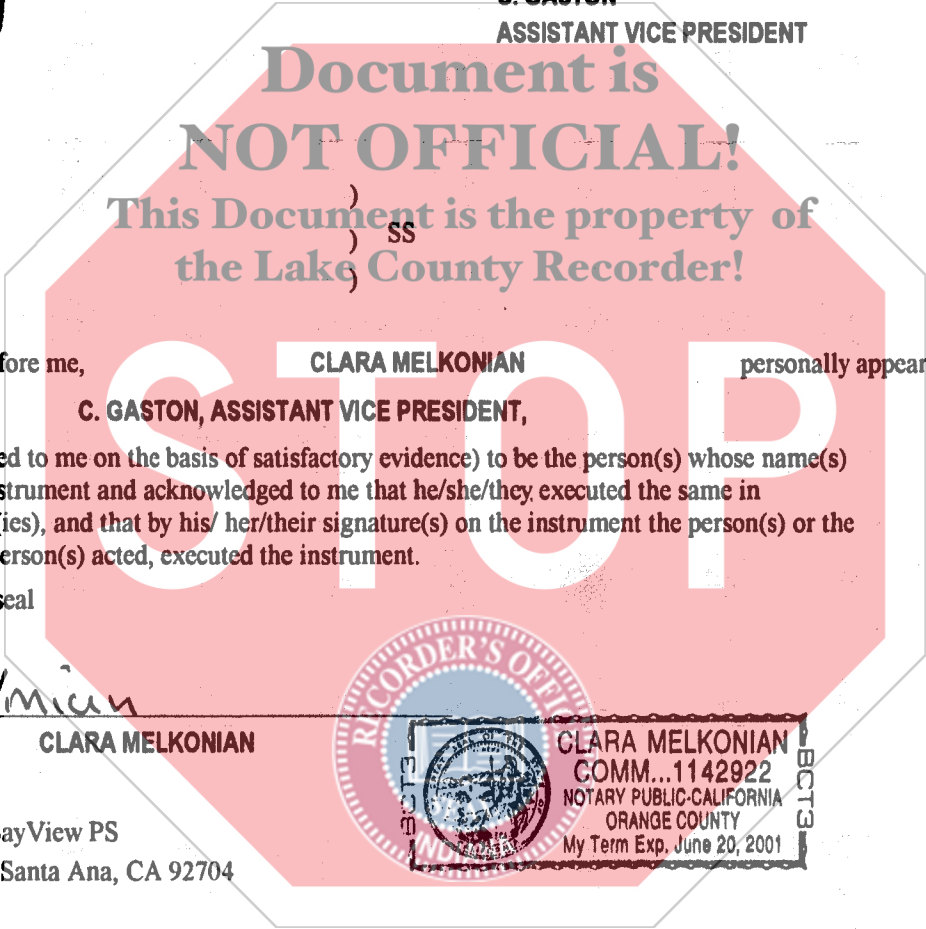 C. GASTON
ASSISTANT VICE PRESIDENT
Document is
NOT OFFICIAL!
This Document is the property of
the Lake County Recorder!
)
) SS
)
fore me, CLARA MELKONIAN personally appear
C. GASTON, ASSISTANT VICE PRESIDENT,
ed to me on the basis of satisfactory evidence) to be the person(s) whose name(s)
strument and acknowledged to me that he/she/they executed the same in
ies), and that by his/ her/their signature(s) on the instrument the person(s) or the
erson(s) acted, executed the instrument.
seal
STOP
CLARA MELKONIAN
RECORDER'S OFFICE
SEAL
INDIANA
CLARA MELKONIAN
COMM...1142922
NOTARY PUBLIC-CALIFORNIA
ORANGE COUNTY
My Term Exp. June 20, 2001
BCT3
BCT3
ayView PS
Santa Ana, CA 92704